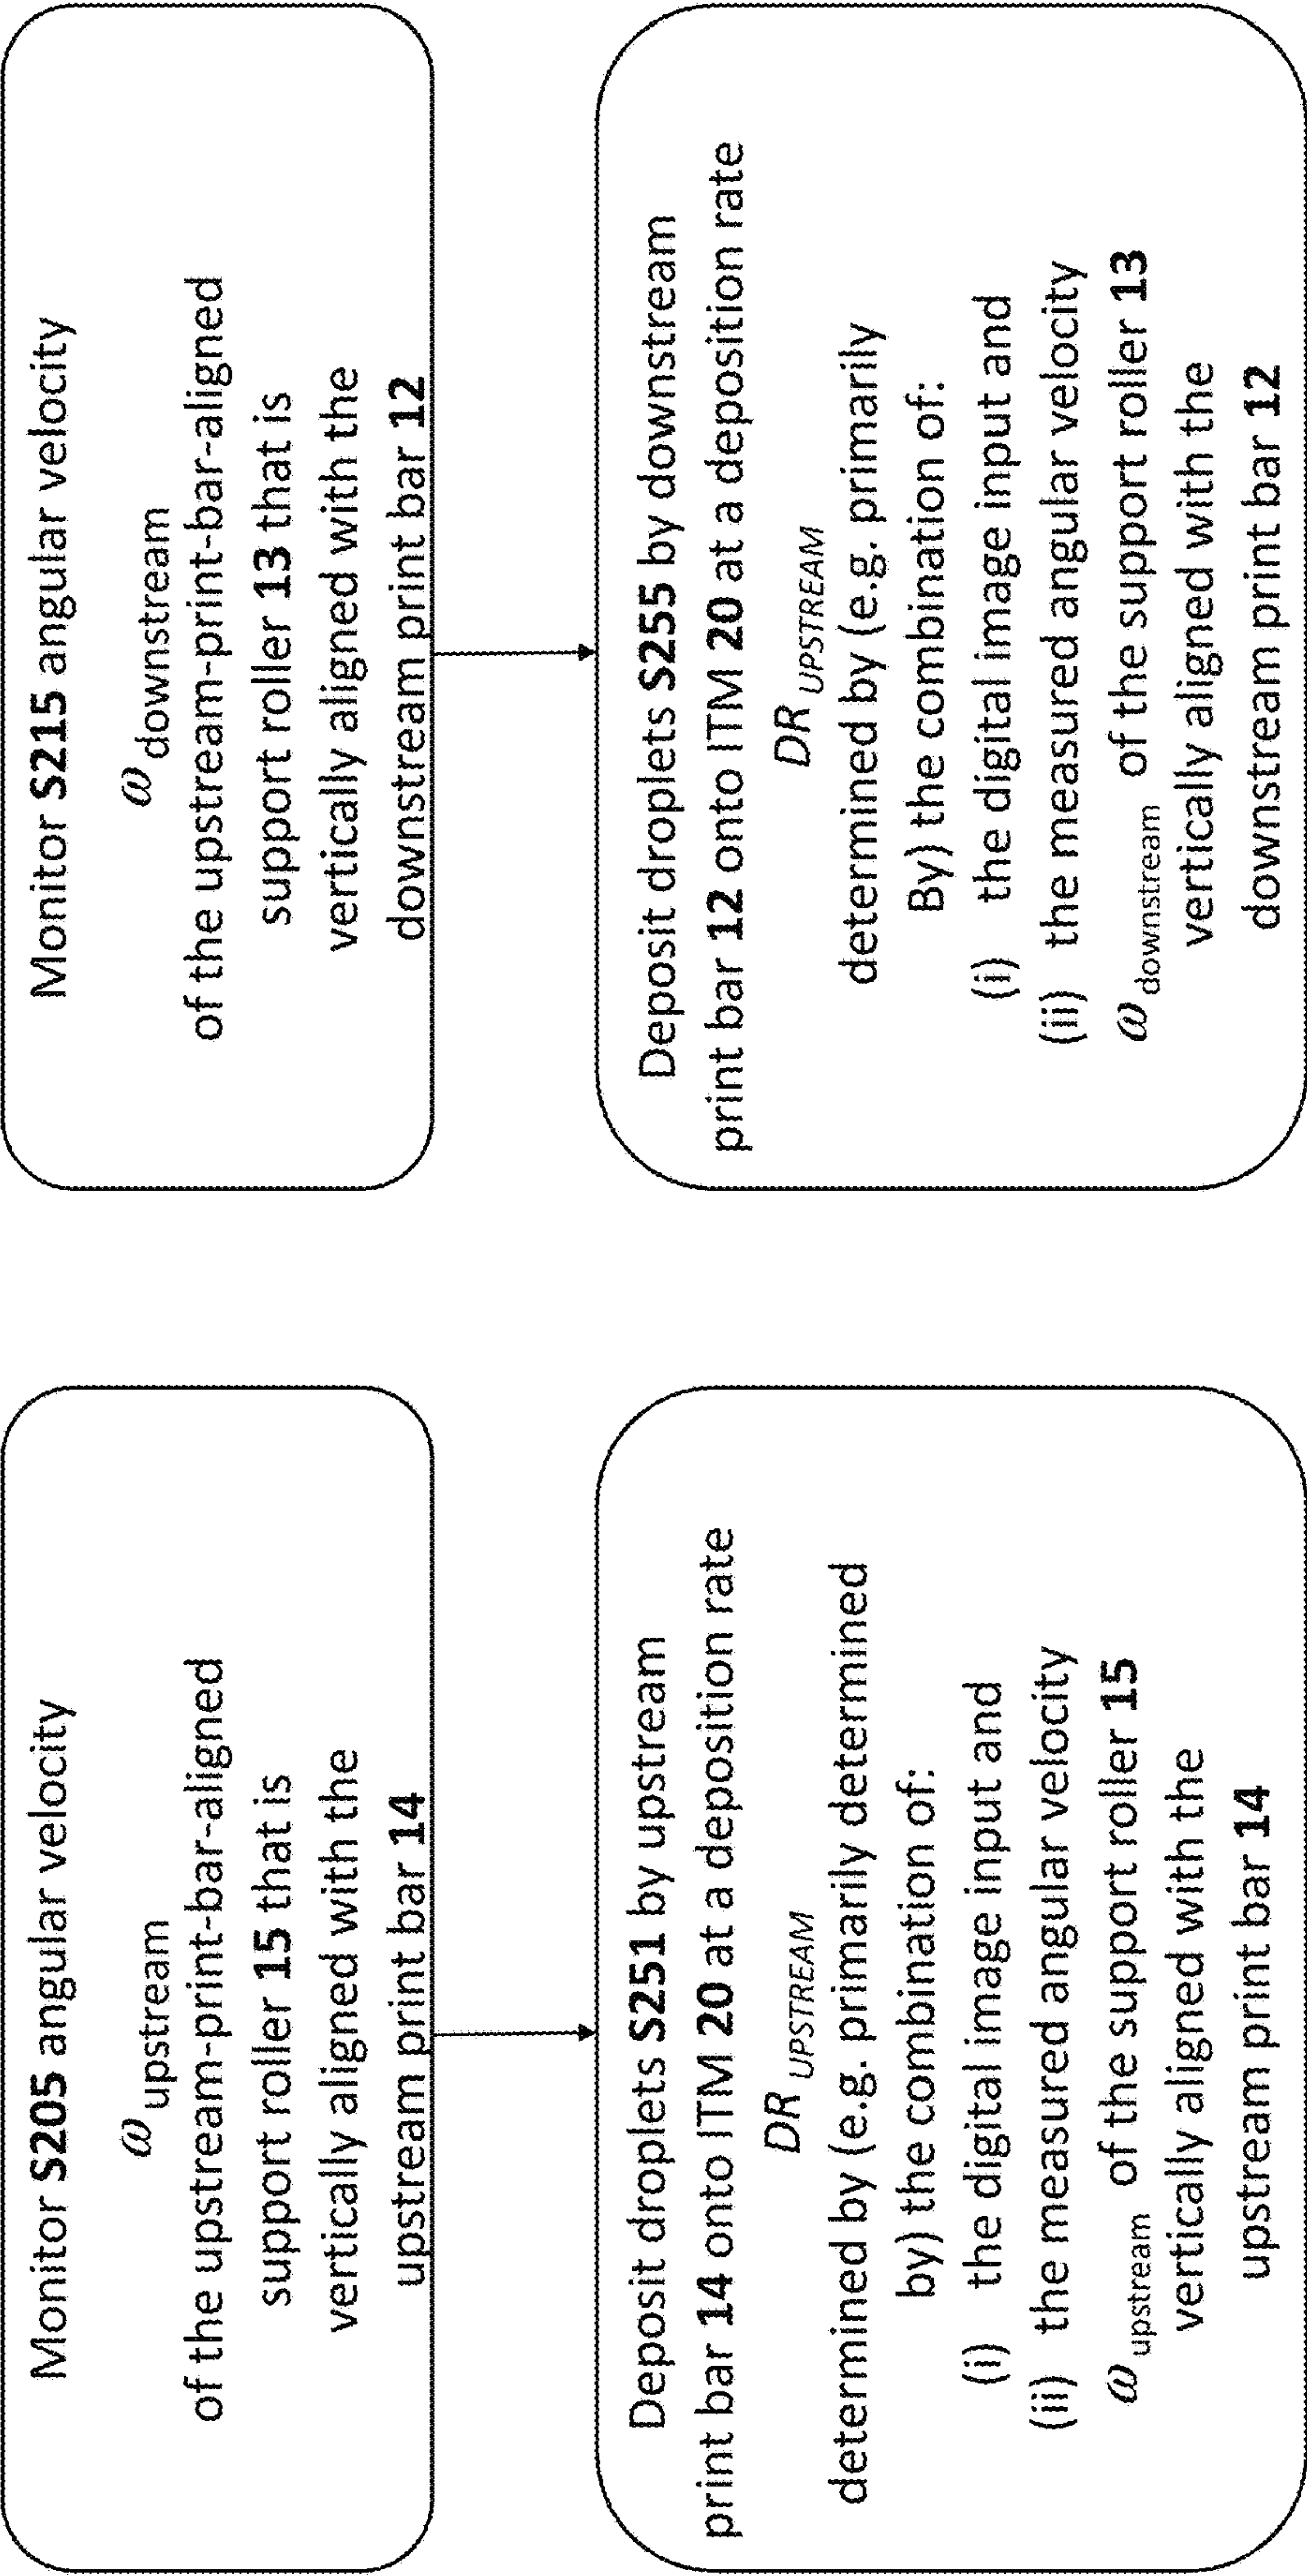 Monitor S205 angular velocity
ω upstream
of the upstream-print-bar-aligned
support roller 15 that is
vertically aligned with the
upstream print bar 14
Deposit droplets S251 by upstream
print bar 14 onto ITM 20 at a deposition rate
DR UPSTREAM
determined by (e.g. primarily determined
by) the combination of:
(i) the digital image input and
(ii) the measured angular velocity
ω upstream of the support roller 15
vertically aligned with the
upstream print bar 14
Monitor S215 angular velocity
ω downstream
of the upstream-print-bar-aligned
support roller 13 that is
vertically aligned with the
downstream print bar 12
Deposit droplets S255 by downstream
print bar 12 onto ITM 20 at a deposition rate
DR UPSTREAM
determined by (e.g. primarily
By) the combination of:
(i) the digital image input and
(ii) the measured angular velocity
ω downstream of the support roller 13
vertically aligned with the
downstream print bar 12